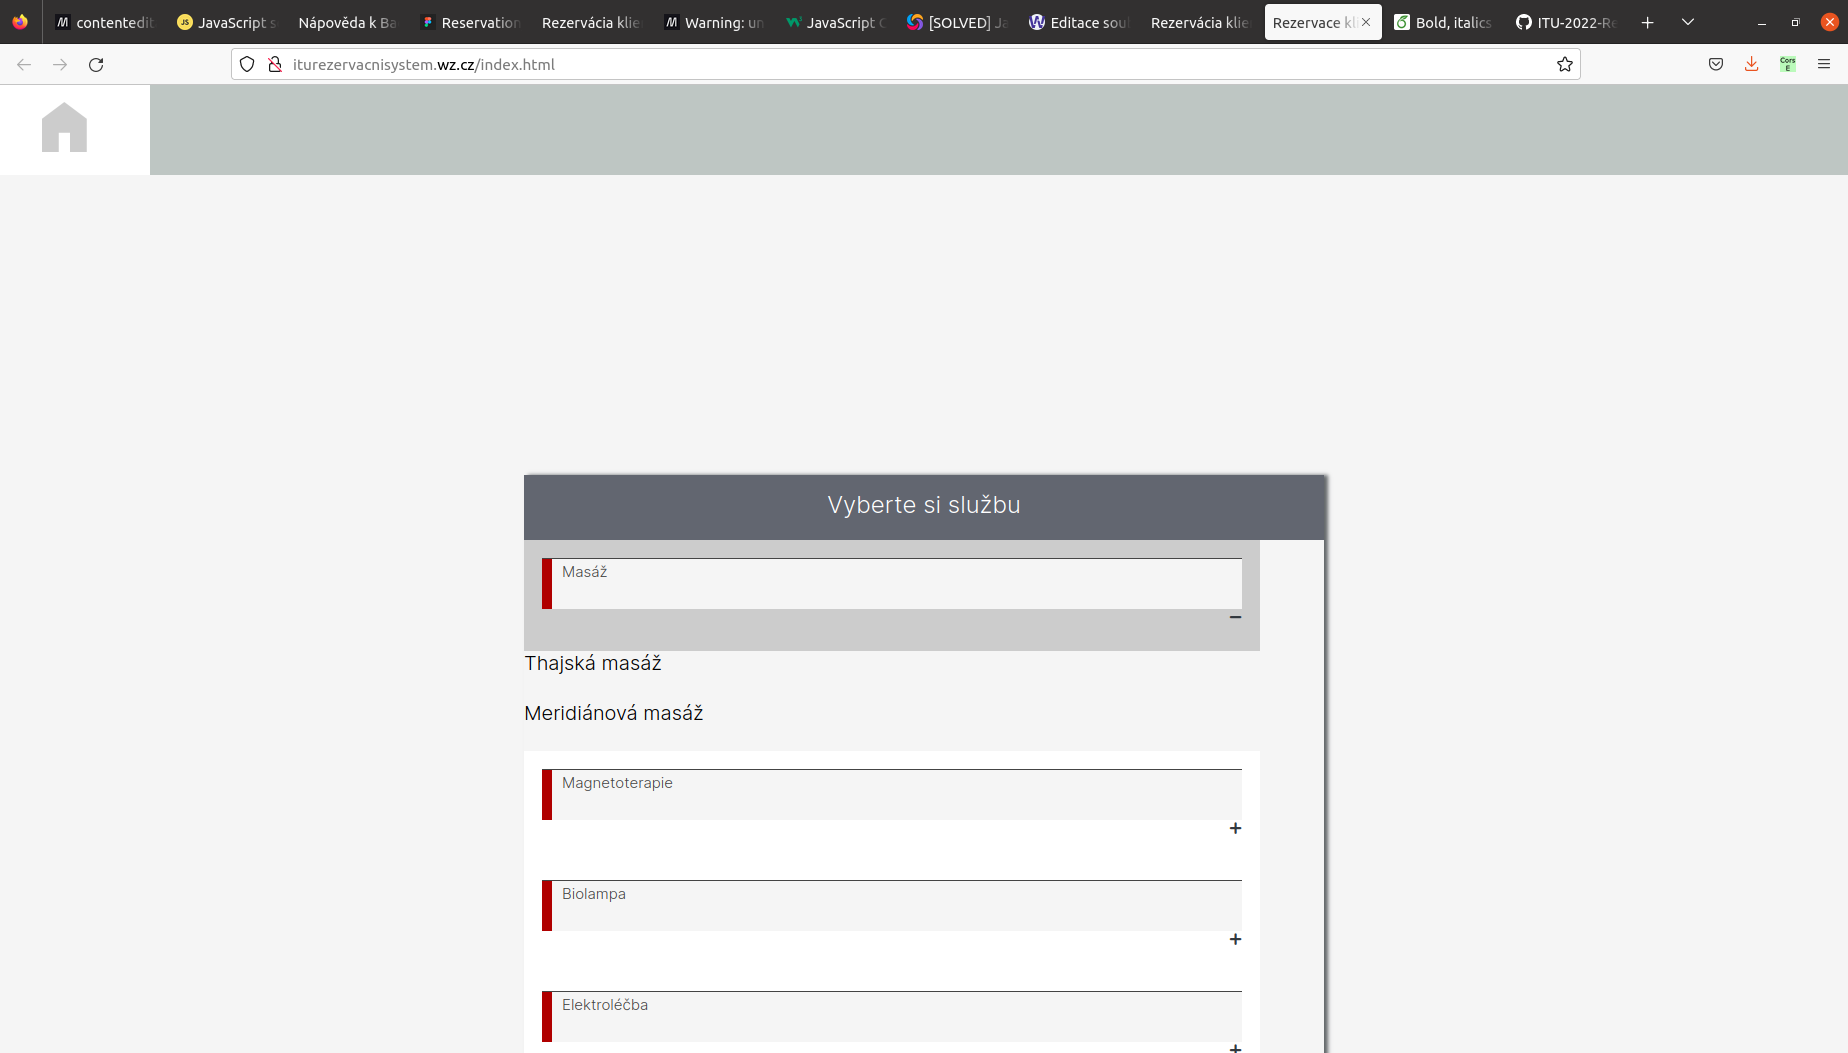 contentedit
JavaScript s
Nápověda k Ba
Reservation
Rezervácia klie
Warning: un
JavaScript C
[SOLVED] Ja
Editace soul
Rezervácia klie
Rezervace kli
Bold, italics
ITU-2022-Re
iturezervacnisystem.wz.cz/index.html
Cors
E
Vyberte si službu
Masáž
Thajská masáž
Meridiánová masáž
Magnetoterapie
Biolampa
Elektroléčba